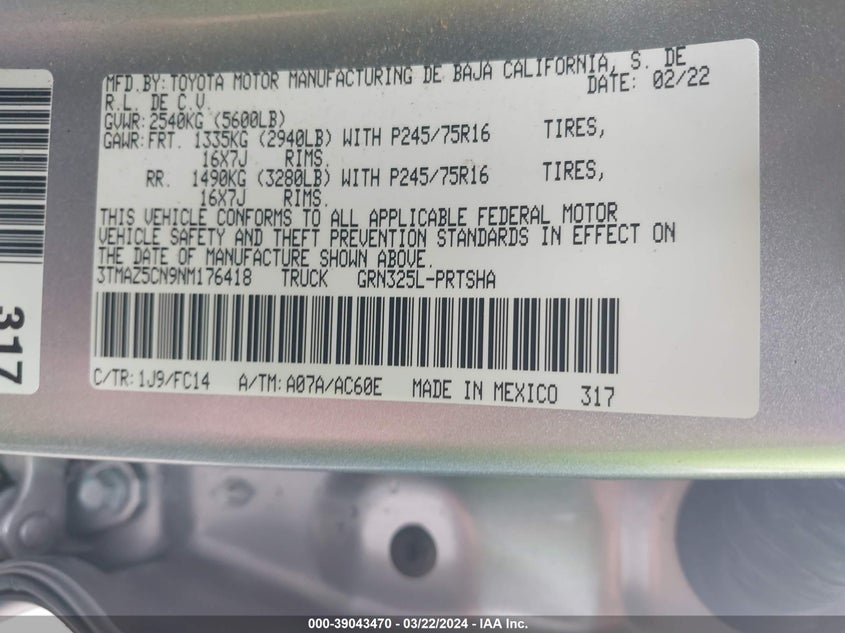 MFD.BY:TOYOTA MOTOR MANUFACTURING DE BAJA CALIFORNIA, S. DE
R.L. DE C.V. DATE: 02/22
GVWR:2540KG (5600LB)
GAWR:FRT. 1335KG (2940LB) WITH P245/75R16 TIRES,
16X7J RIMS.
RR. 1490KG (3280LB) WITH P245/75R16 TIRES,
16X7J RIMS.
THIS VEHICLE CONFORMS TO ALL APPLICABLE FEDERAL MOTOR
VEHICLE SAFETY AND THEFT PREVENTION STANDARDS IN EFFECT ON
THE DATE OF MANUFACTURE SHOWN ABOVE.
3TMAZ5CN9NM176418 TRUCK GRN325L-PRTSHA
C/TR:1J9/FC14 A/TM:A07A/AC60E MADE IN MEXICO 317
317
000-39043470 - 03/22/2024 - IAA Inc.